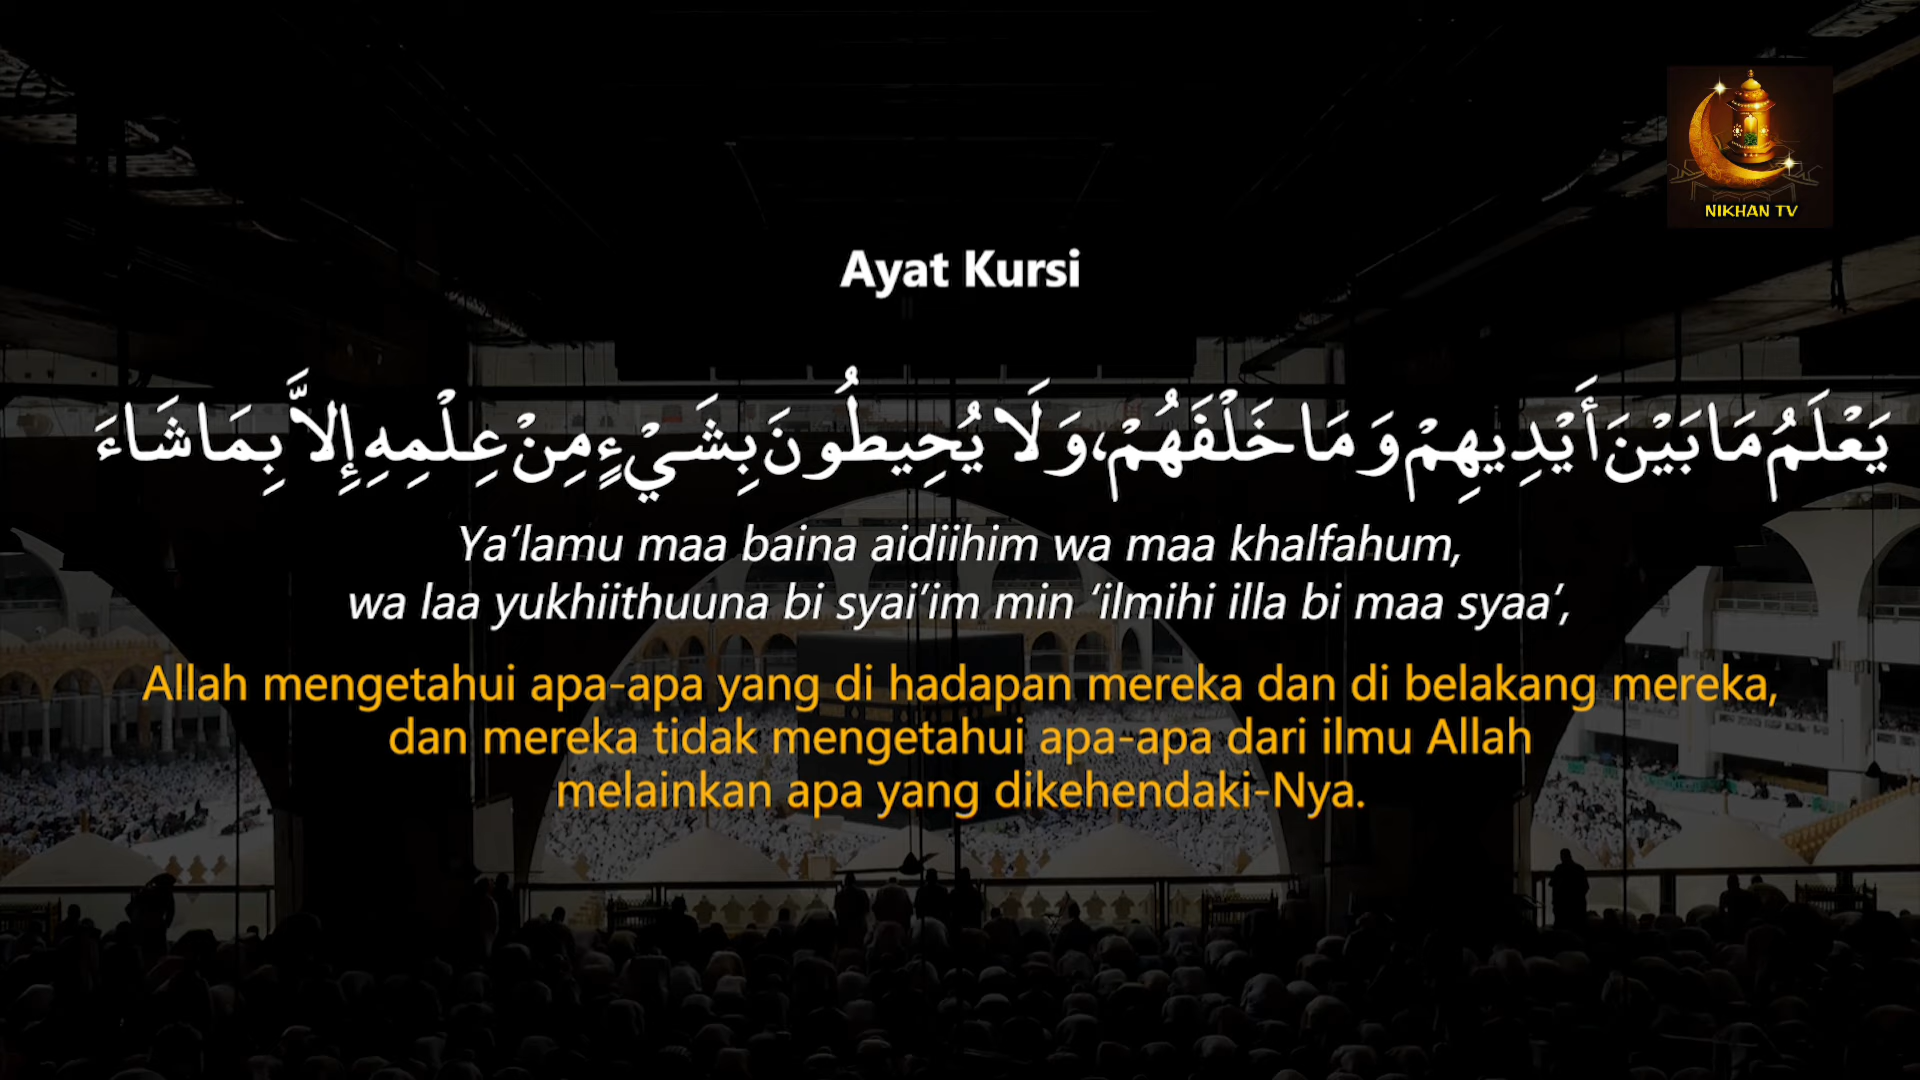 NIKHAN TV
Ayat Kursi
يَعْلَمُ مَا بَيْنَ أَيْدِيهِمْ وَمَا خَلْفَهُمْ، وَلَا يُحِيطُونَ بِشَيْءٍ مِنْ عِلْمِهِ إِلاَّ بِمَا شَاءَ
Ya’lamu maa baina aidiihim wa maa khalfahum,
wa laa yukhiithuuna bi syai’im min ‘ilmihi illa bi maa syaa’,
Allah mengetahui apa-apa yang di hadapan mereka dan di belakang mereka,
dan mereka tidak mengetahui apa-apa dari ilmu Allah
melainkan apa yang dikehendaki-Nya.